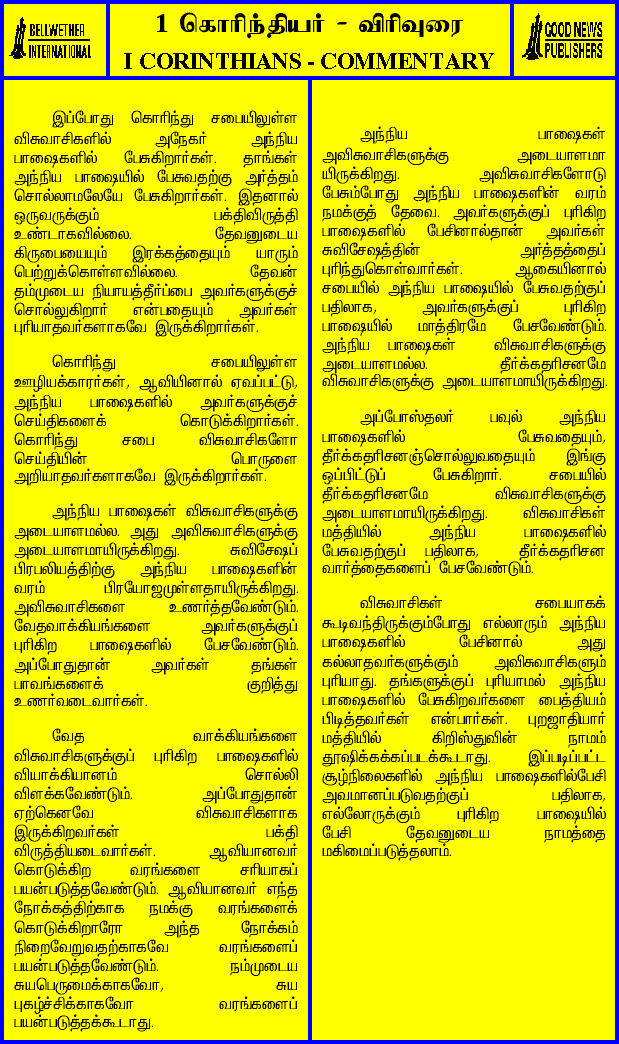 BELLWETHER
INTERNATIONAL
1 கொரிந்தியர் - விரிவுரை
I CORINTHIANS - COMMENTARY
GOOD NEWS
PUBLISHERS
இப்போது கொரிந்து சபையிலுள்ள
விசுவாசிகளில் அநேகர் அந்நிய
பாஷைகளில் பேசுகிறார்கள். தாங்கள்
அந்நிய பாஷையில் பேசுவதற்கு அர்த்தம்
சொல்லாமலேயே பேசுகிறார்கள். இதனால்
ஒருவருக்கும் பக்திவிருத்தி
உண்டாகவில்லை. தேவனுடைய
கிருபையையும் இரக்கத்தையும் யாரும்
பெற்றுக்கொள்ளவில்லை. தேவன்
தம்முடைய நியாயத்தீர்ப்பை அவர்களுக்குச்
சொல்லுகிறார் என்பதையும் அவர்கள்
புரியாதவர்களாகவே இருக்கிறார்கள்.
கொரிந்து சபையிலுள்ள
ஊழியக்காரர்கள், ஆவியினால் ஏவப்பட்டு,
அந்நிய பாஷைகளில் அவர்களுக்குச்
செய்திகளைக் கொடுக்கிறார்கள்.
கொரிந்து சபை விசுவாசிகளோ
செய்தியின் பொருளை
அறியாதவர்களாகவே இருக்கிறார்கள்.
அந்நிய பாஷைகள் விசுவாசிகளுக்கு
அடையாளமல்ல. அது அவிசுவாசிகளுக்கு
அடையாளமாயிருக்கிறது. சுவிசேஷப்
பிரபலியத்திற்கு அந்நிய பாஷைகளின்
வரம் பிரயோஜமுள்ளதாயிருக்கிறது.
அவிசுவாசிகளை உணர்த்தவேண்டும்.
வேதவாக்கியங்களை அவர்களுக்குப்
புரிகிற பாஷைகளில் பேசவேண்டும்.
அப்போதுதான் அவர்கள் தங்கள்
பாவங்களைக் குறித்து
உணர்வடைவார்கள்.
வேத வாக்கியங்களை
விசுவாசிகளுக்குப் புரிகிற பாஷைகளில்
வியாக்கியானம் சொல்லி
விளக்கவேண்டும். அப்போதுதான்
ஏற்கெனவே விசுவாசிகளாக
இருக்கிறவர்கள் பக்தி
விருத்தியடைவார்கள். ஆவியானவர்
கொடுக்கிற வரங்களை சரியாகப்
பயன்படுத்தவேண்டும். ஆவியானவர் எந்த
நோக்கத்திற்காக நமக்கு வரங்களைக்
கொடுக்கிறாரோ அந்த நோக்கம்
நிறைவேறுவதற்காகவே வரங்களைப்
பயன்படுத்தவேண்டும். நம்முடைய
சுயபெருமைக்காகவோ, சுய
புகழ்ச்சிக்காகவோ வரங்களைப்
பயன்படுத்தக்கூடாது.
அந்நிய பாஷைகள்
அவிசுவாசிகளுக்கு அடையாளமா
யிருக்கிறது. அவிசுவாசிகளோடு
பேசும்போது அந்நிய பாஷைகளின் வரம்
நமக்குத் தேவை. அவர்களுக்குப் புரிகிற
பாஷைகளில் பேசினால்தான் அவர்கள்
சுவிசேஷத்தின் அர்த்தத்தைப்
புரிந்துகொள்வார்கள். ஆகையினால்
சபையில் அந்நிய பாஷையில் பேசுவதற்குப்
பதிலாக, அவர்களுக்குப் புரிகிற
பாஷையில் மாத்திரமே பேசவேண்டும்.
அந்நிய பாஷைகள் விசுவாசிகளுக்கு
அடையாளமல்ல. தீர்க்கதரிசனமே
விசுவாசிகளுக்கு அடையாளமாயிருக்கிறது.
அப்போஸ்தலர் பவுல் அந்நிய
பாஷைகளில் பேசுவதையும்,
தீர்க்கதரிசனஞ்சொல்லுவதையும் இங்கு
ஒப்பிட்டுப் பேசுகிறார். சபையில்
தீர்க்கதரிசனமே விசுவாசிகளுக்கு
அடையாளமாயிருக்கிறது. விசுவாசிகள்
மத்தியில் அந்நிய பாஷைகளில்
பேசுவதற்குப் பதிலாக, தீர்க்கதரிசன
வார்த்தைகளைப் பேசவேண்டும்.
விசுவாசிகள் சபையாகக்
கூடிவந்திருக்கும்போது எல்லாரும் அந்நிய
பாஷைகளில் பேசினால் அது
கல்லாதவர்களுக்கும் அவிசுவாசிகளும்
புரியாது. தங்களுக்குப் புரியாமல் அந்நிய
பாஷைகளில் பேசுகிறவர்களை பைத்தியம்
பிடித்தவர்கள் என்பார்கள். புறஜாதியார்
மத்தியில் கிறிஸ்துவின் நாமம்
தூஷிக்கக்கப்படக்கூடாது. இப்படிப்பட்ட
சூழ்நிலைகளில் அந்நிய பாஷைகளில்பேசி
அவமானப்படுவதற்குப் பதிலாக,
எல்லோருக்கும் புரிகிற பாஷையில்
பேசி தேவனுடைய நாமத்தை
மகிமைப்படுத்தலாம்.